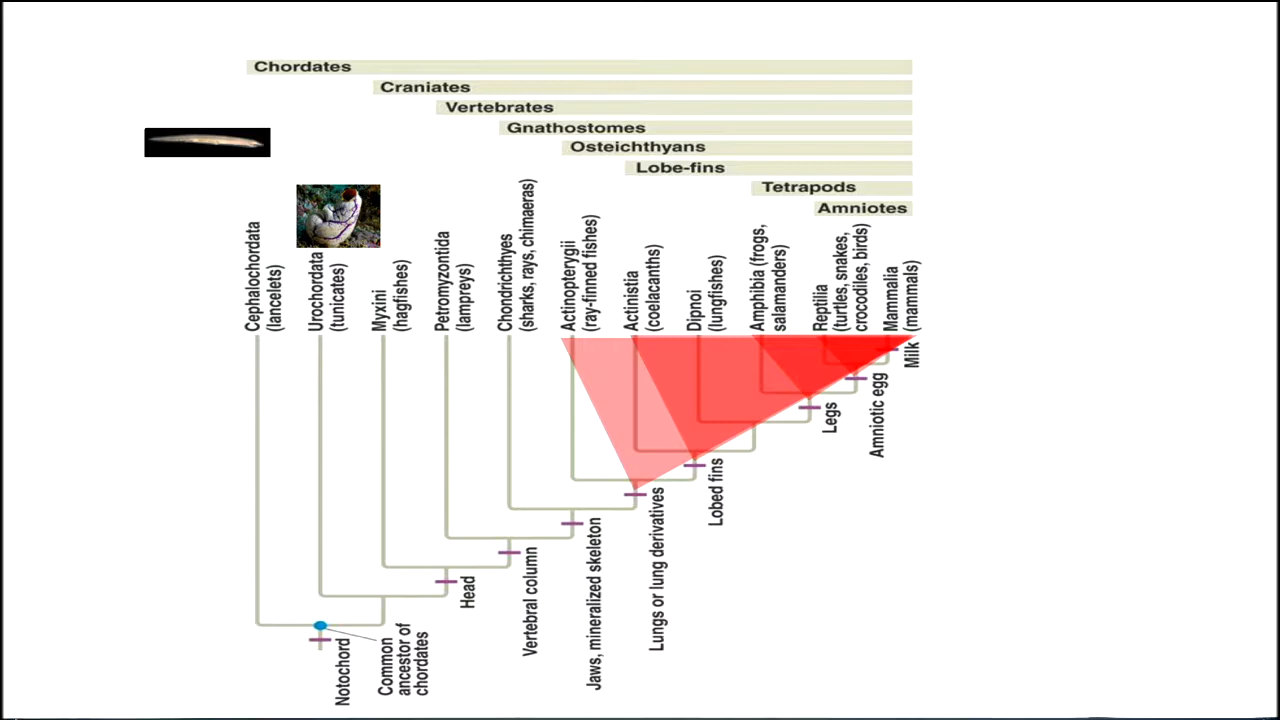 Chordates
Craniates
Vertebrates
Gnathostomes
Osteichthyans
Lobe-fins
Tetrapods
Amniotes
Cephalochordata
(lancelets)
Urochordata
(tunicates)
Myxini
(hagfishes)
Petromyzontida
(lampreys)
Chondrichthyes
(sharks, rays, chimaeras)
Actinopterygii
(ray-finned fishes)
Actinistia
(coelacanths)
Dipnoi
(lungfishes)
Amphibia (frogs,
salamanders)
Reptilia
(turtles, snakes,
crocodiles, birds)
Mammalia
(mammals)
Milk
Amniotic egg
Legs
Lobed fins
Lungs or lung derivatives
Jaws, mineralized skeleton
Vertebral column
Head
Notochord
Common
ancestor of
chordates